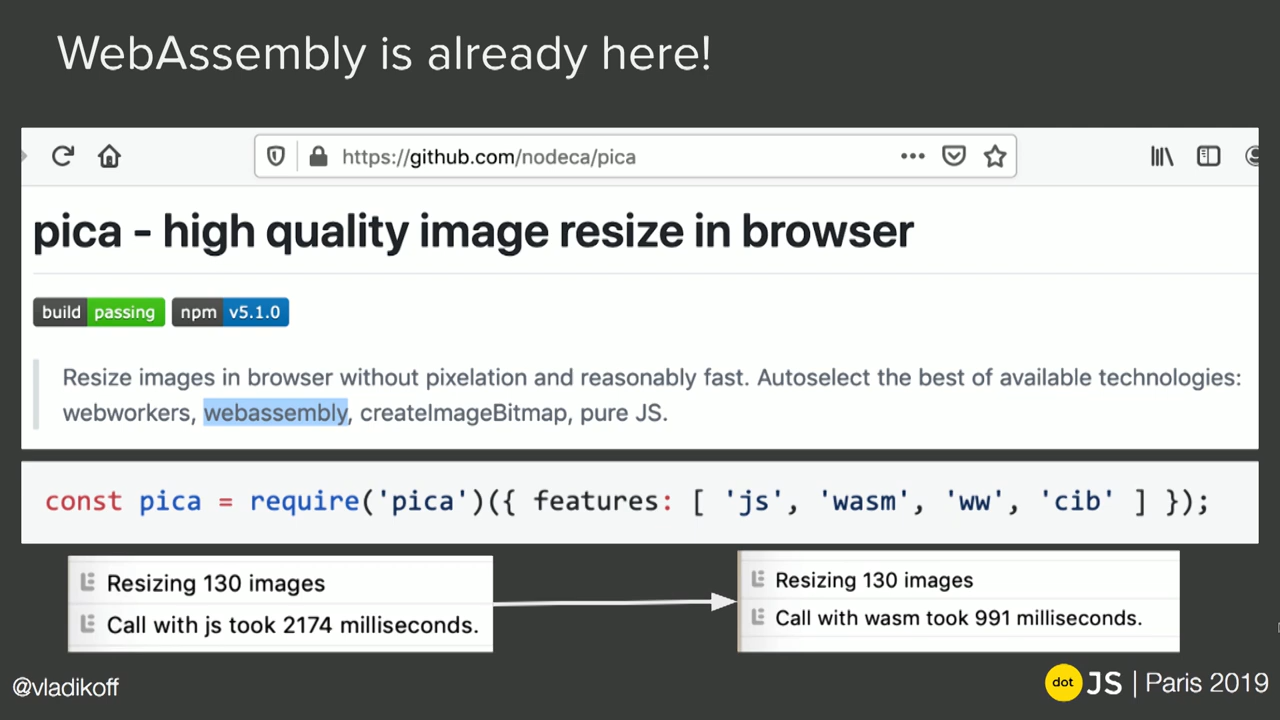 WebAssembly is already here!
https://github.com/nodeca/pica
pica - high quality image resize in browser
build passing npm v5.1.0
Resize images in browser without pixelation and reasonably fast. Autoselect the best of available technologies:
webworkers, webassembly, createImageBitmap, pure JS.
const pica = require('pica')({ features: [ 'js', 'wasm', 'ww', 'cib' ] });
Resizing 130 images
Call with js took 2174 milliseconds.
Resizing 130 images
Call with wasm took 991 milliseconds.
@vladikoff
dot JS | Paris 2019